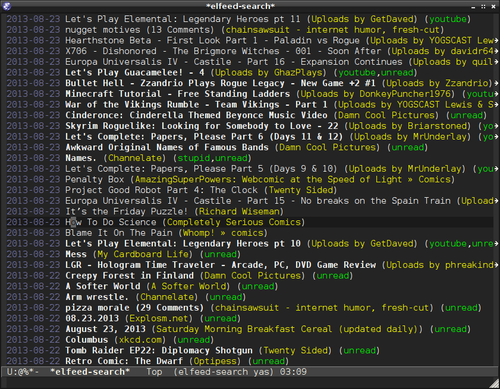 *elfeed-search*
2013-08-23 Let's Play Elemental: Legendary Heroes pt 11 (Uploads by GetDaved) (youtube)
2013-08-23 nugget motives (13 Comments) (chainsawsuit - internet humor, fresh-cut)
2013-08-23 Hearthstone Beta - First Look Part 1 - Paladin vs Rogue (Uploads by YOGSCAST Lew
2013-08-23 X706 - Dishonored - The Brigmore Witches - 001 - Soon After (Uploads by davidr64
2013-08-23 Europa Universalis IV - Castile - Part 16 - Expansion Continues (Uploads by quil
2013-08-23 Let's Play Guacamelee! - 4 (Uploads by GhazPlays) (youtube,unread)
2013-08-23 Bullet Hell - Zzandrio Plays Rogue Legacy - New Game +2 #1 (Uploads by Zzandrio)
2013-08-23 Minecraft Tutorial - Free Standing Ladders (Uploads by DonkeyPuncher1976) (youtu
2013-08-23 War of the Vikings Rumble - Team Vikings - Part 1 (Uploads by YOGSCAST Lewis & S
2013-08-23 Cinderonce: Cinderella Themed Beyonce Music Video (Damn Cool Pictures) (unread)
2013-08-23 Skyrim Roguelike: Looking for Somebody to Love - 22 (Uploads by Briarstoned) (yo
2013-08-23 Let's Complete: Papers, Please Part 6 (Days 11 & 12) (Uploads by MrUnderlay) (yo
2013-08-23 Awkward Original Names of Famous Bands (Damn Cool Pictures) (unread)
2013-08-23 Names. (Channelate) (stupid,unread)
2013-08-23 Let's Complete: Papers, Please Part 5 (Days 9 & 10) (Uploads by MrUnderlay) (you
2013-08-23 Penalty Box (AmazingSuperPowers: Webcomic at the Speed of Light » Comics)
2013-08-23 Project Good Robot Part 4: The Clock (Twenty Sided)
2013-08-23 Europa Universalis IV - Castile - Part 15 - No breaks on the Spain Train (Upload
2013-08-23 It's the Friday Puzzle! (Richard Wiseman)
2013-08-23 How To Do Science (Completely Serious Comics)
2013-08-23 Blame It On The Pain (Whomp! » comics)
2013-08-23 Let's Play Elemental: Legendary Heroes pt 10 (Uploads by GetDaved) (youtube,unre
2013-08-23 Mess (My Cardboard Life) (unread)
2013-08-23 LGR - Hologram Time Traveler - Arcade, PC, DVD Game Review (Uploads by phreakind
2013-08-22 Creepy Forest in Finland (Damn Cool Pictures) (unread)
2013-08-22 A Softer World (A Softer World) (unread)
2013-08-22 Arm wrestle. (Channelate) (unread)
2013-08-22 pizza morale (29 Comments) (chainsawsuit - internet humor, fresh-cut) (unread)
2013-08-22 08.23.2013 (Explosm.net) (unread)
2013-08-22 August 23, 2013 (Saturday Morning Breakfast Cereal (updated daily)) (unread)
2013-08-22 Columbus (xkcd.com) (unread)
2013-08-22 Tomb Raider EP22: Diplomacy Shotgun (Twenty Sided) (unread)
2013-08-22 Retro Comic: The Dwarf (Optipess) (unread)
U:@%*- *elfeed-search* Top (elfeed-search yas) 03:09